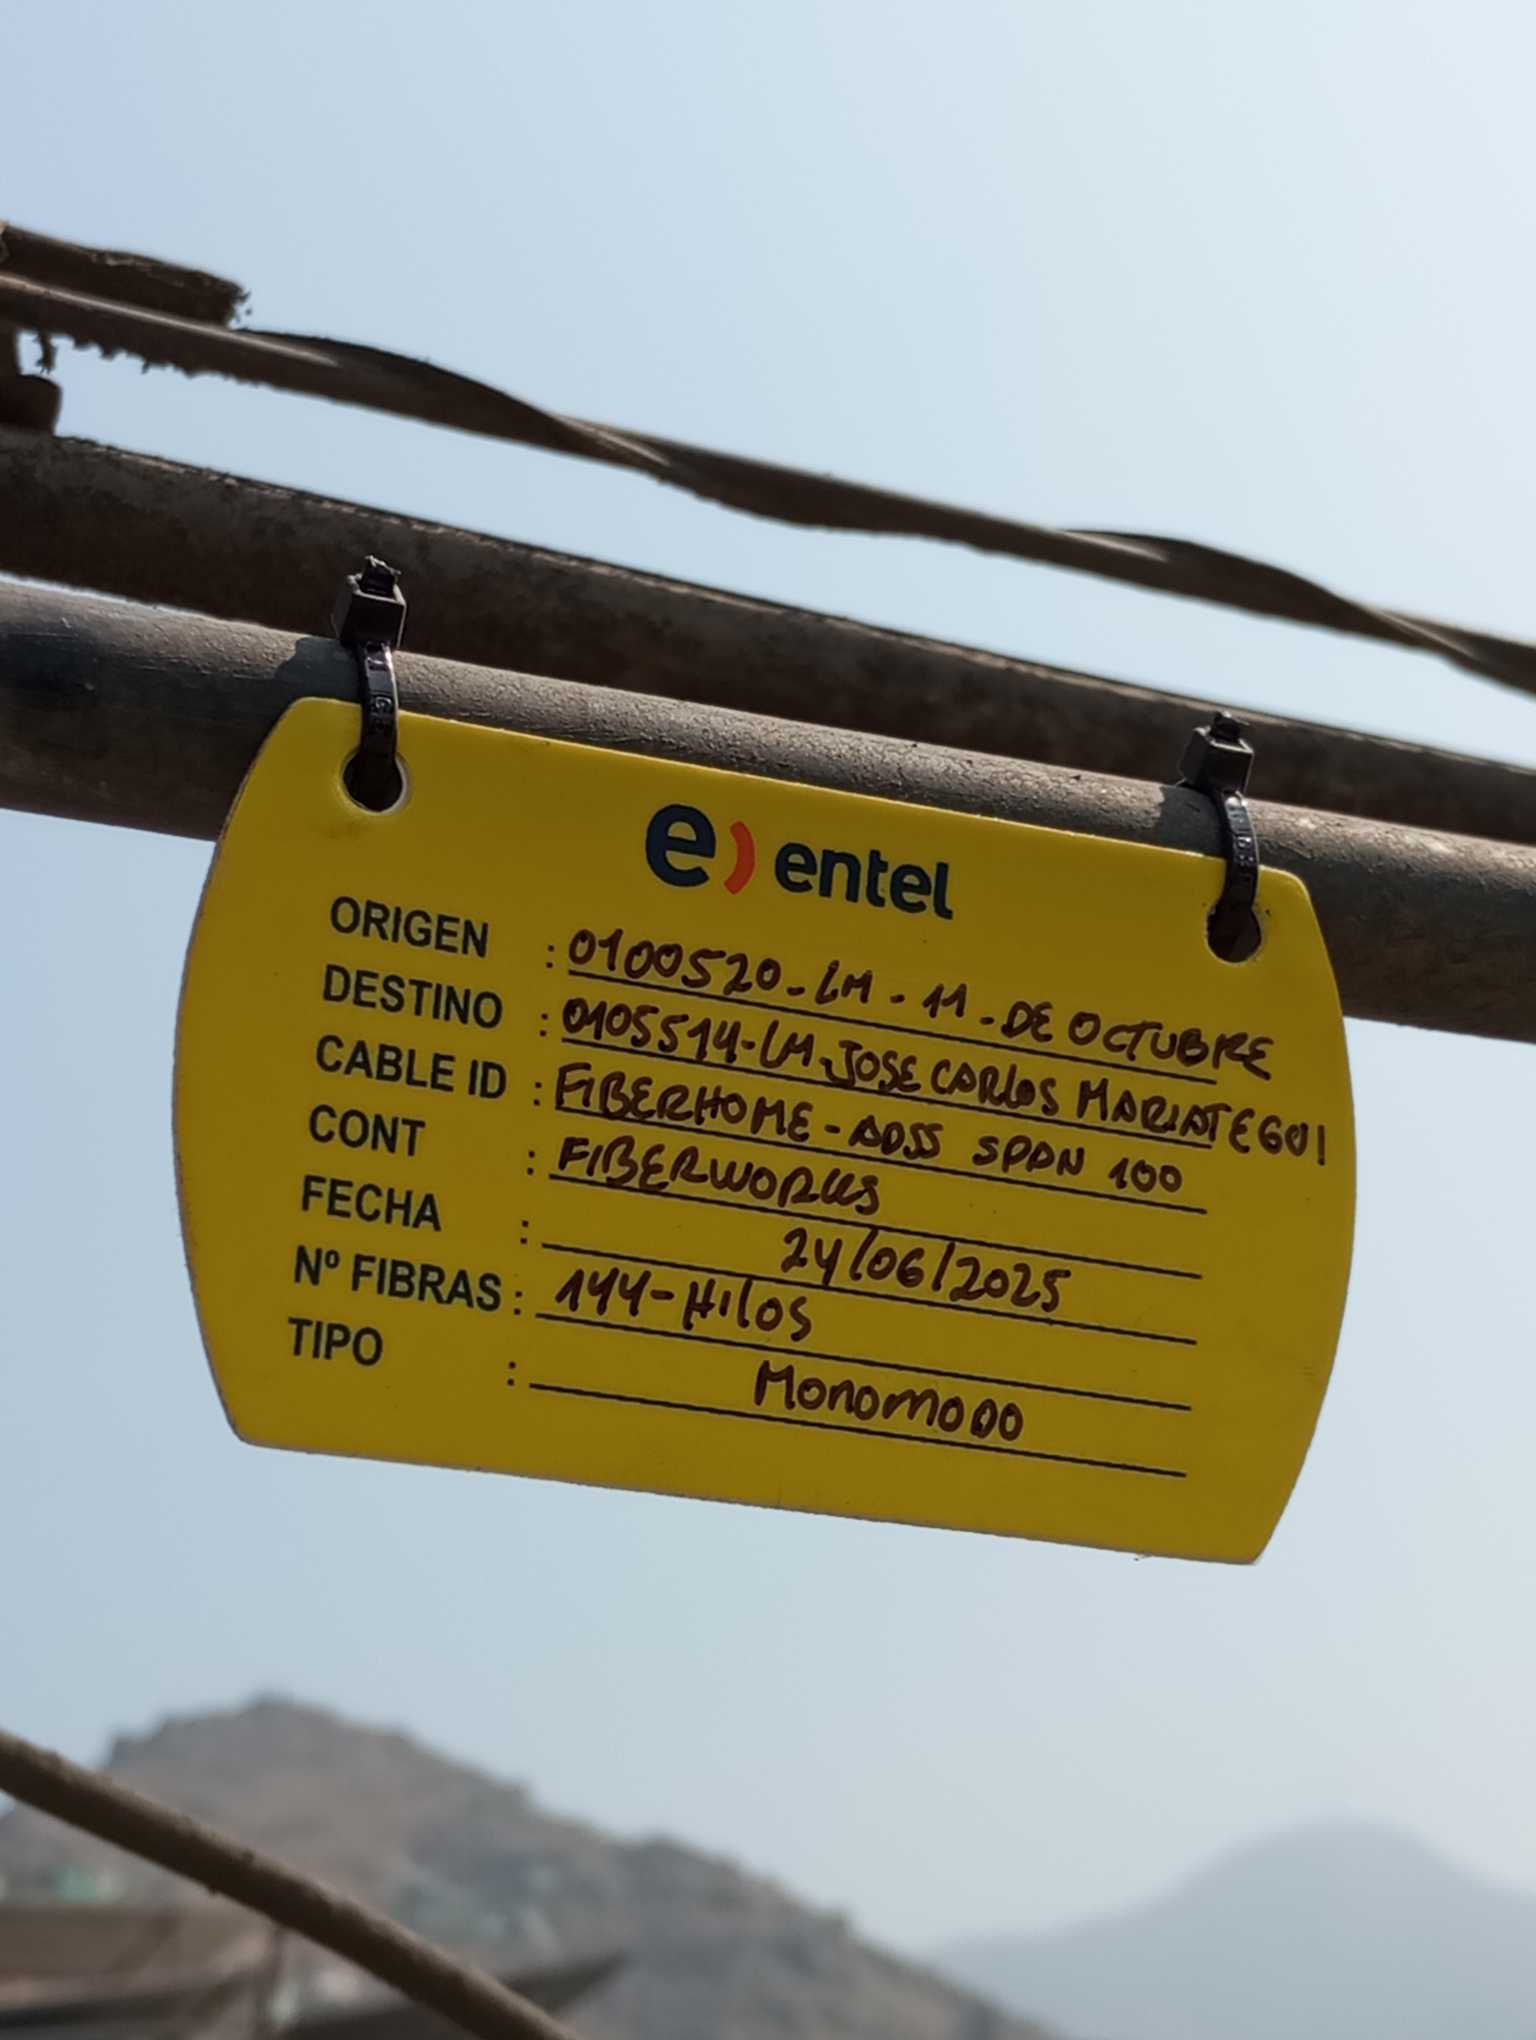 e) entel
ORIGEN : 0100520-LM-11-DE OCTUBRE
DESTINO : 0105514-LM-JOSE CARLOS MARIATEGUI
CABLE ID : FIBERHOME-ADSS SPAN 100
CONT : FIBERWORKS
FECHA : 24/06/2025
Nº FIBRAS : 144-Hilos
TIPO : MONOMODO